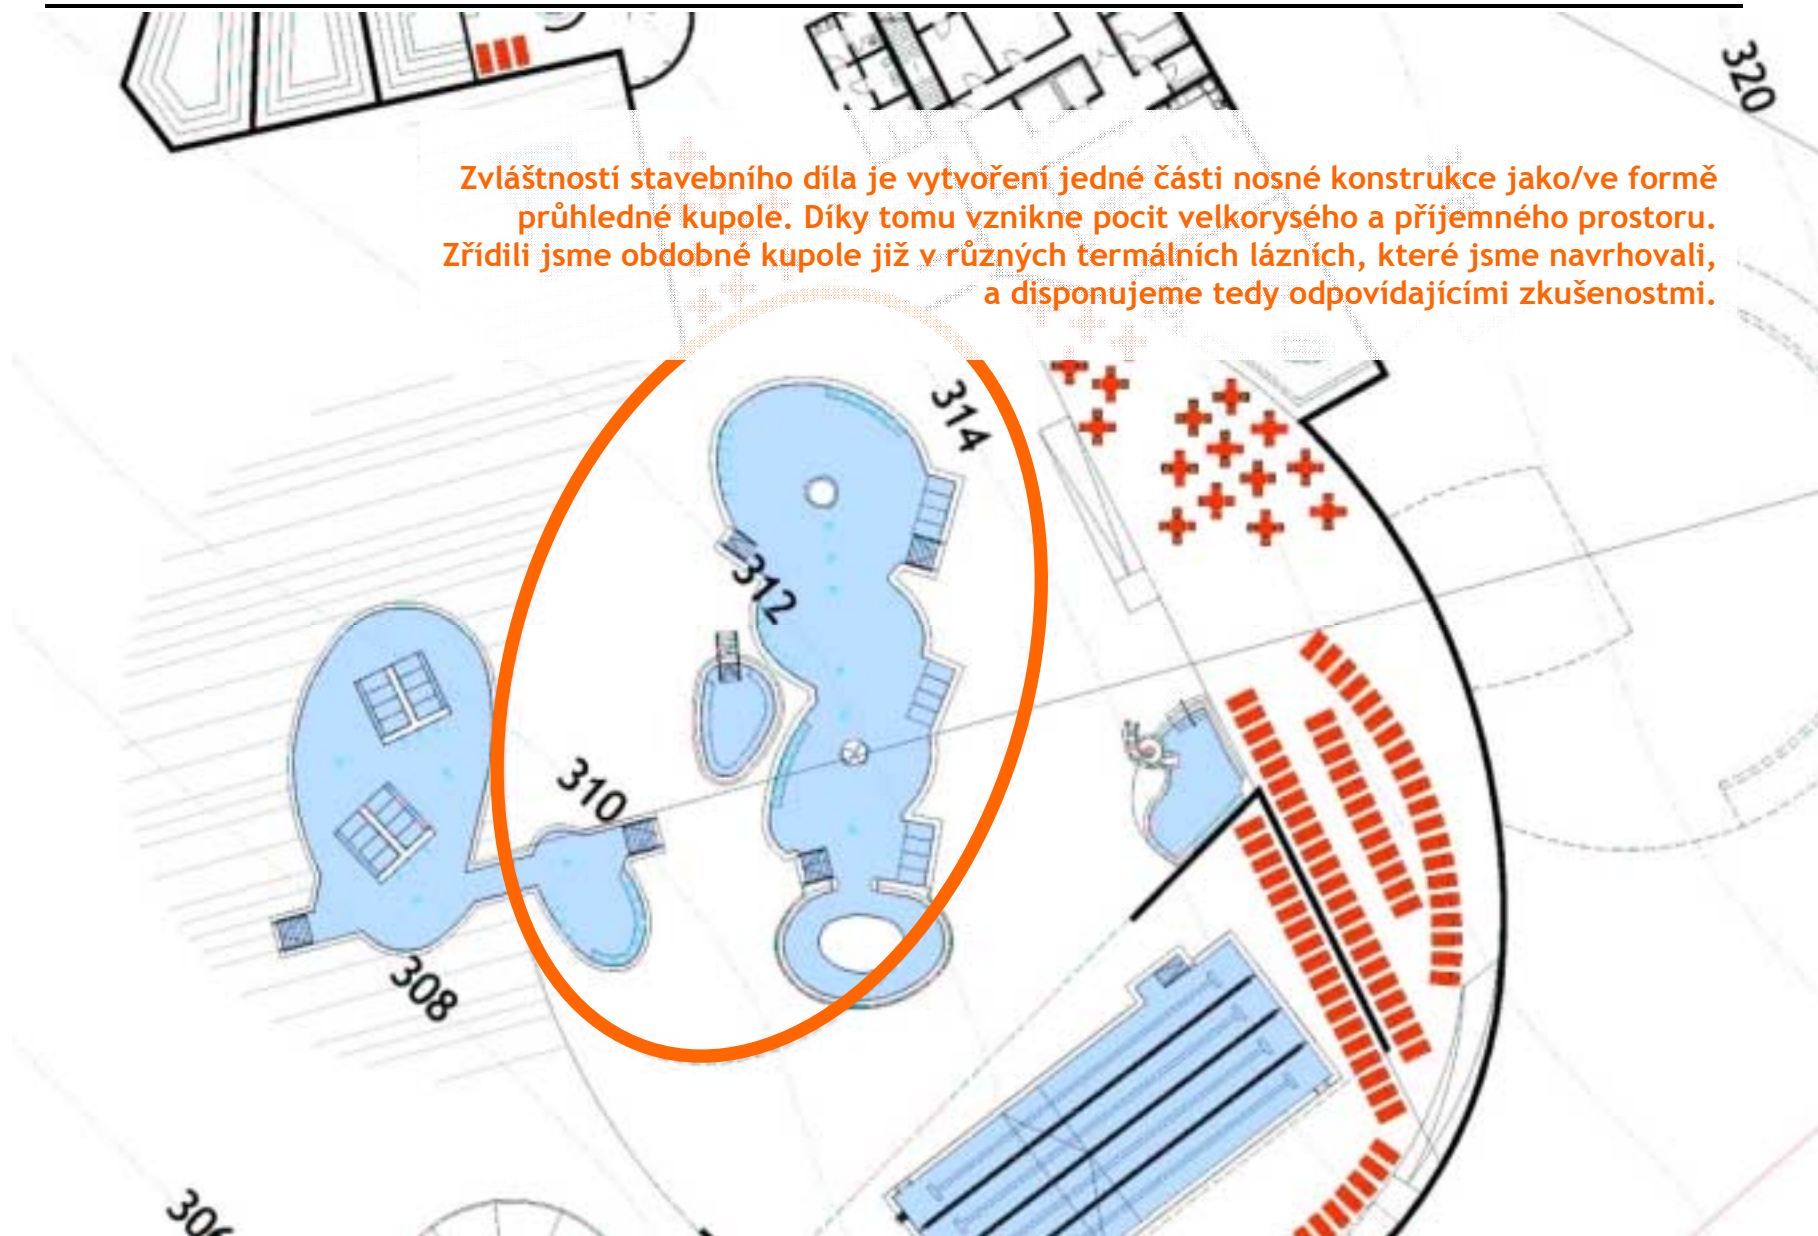 320
Zvláštností stavebního díla je vytvoření jedné části nosné konstrukce jako/ve formě
průhledné kupole. Díky tomu vznikne pocit velkorysého a příjemného prostoru.
Zřídili jsme obdobné kupole již v různých termálních lázních, které jsme navrhovali,
a disponujeme tedy odpovídajícími zkušenostmi.
314
312
310
308
306